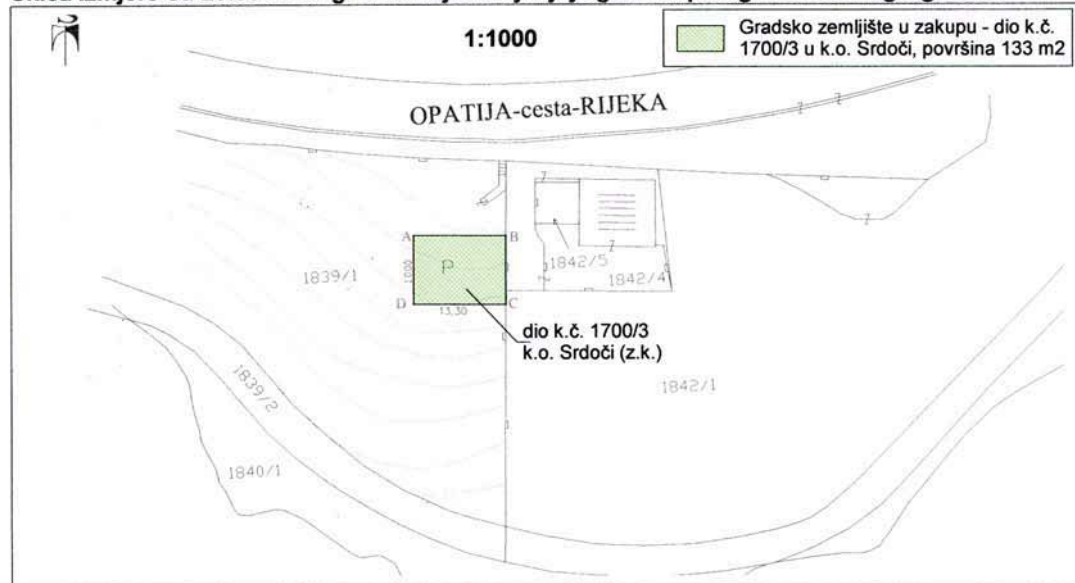 1:1000
Gradsko zemljište u zakupu - dio k.č.
1700/3 u k.o. Srdoči, površina 133 m2
OPATIJA-cesta-RIJEKA
A
B
1842/5
1839/1
1000
P
1842/4
D
13,30
C
dio k.č. 1700/3
k.o. Srdoči (z.k.)
1839/2
1842/1
1840/1